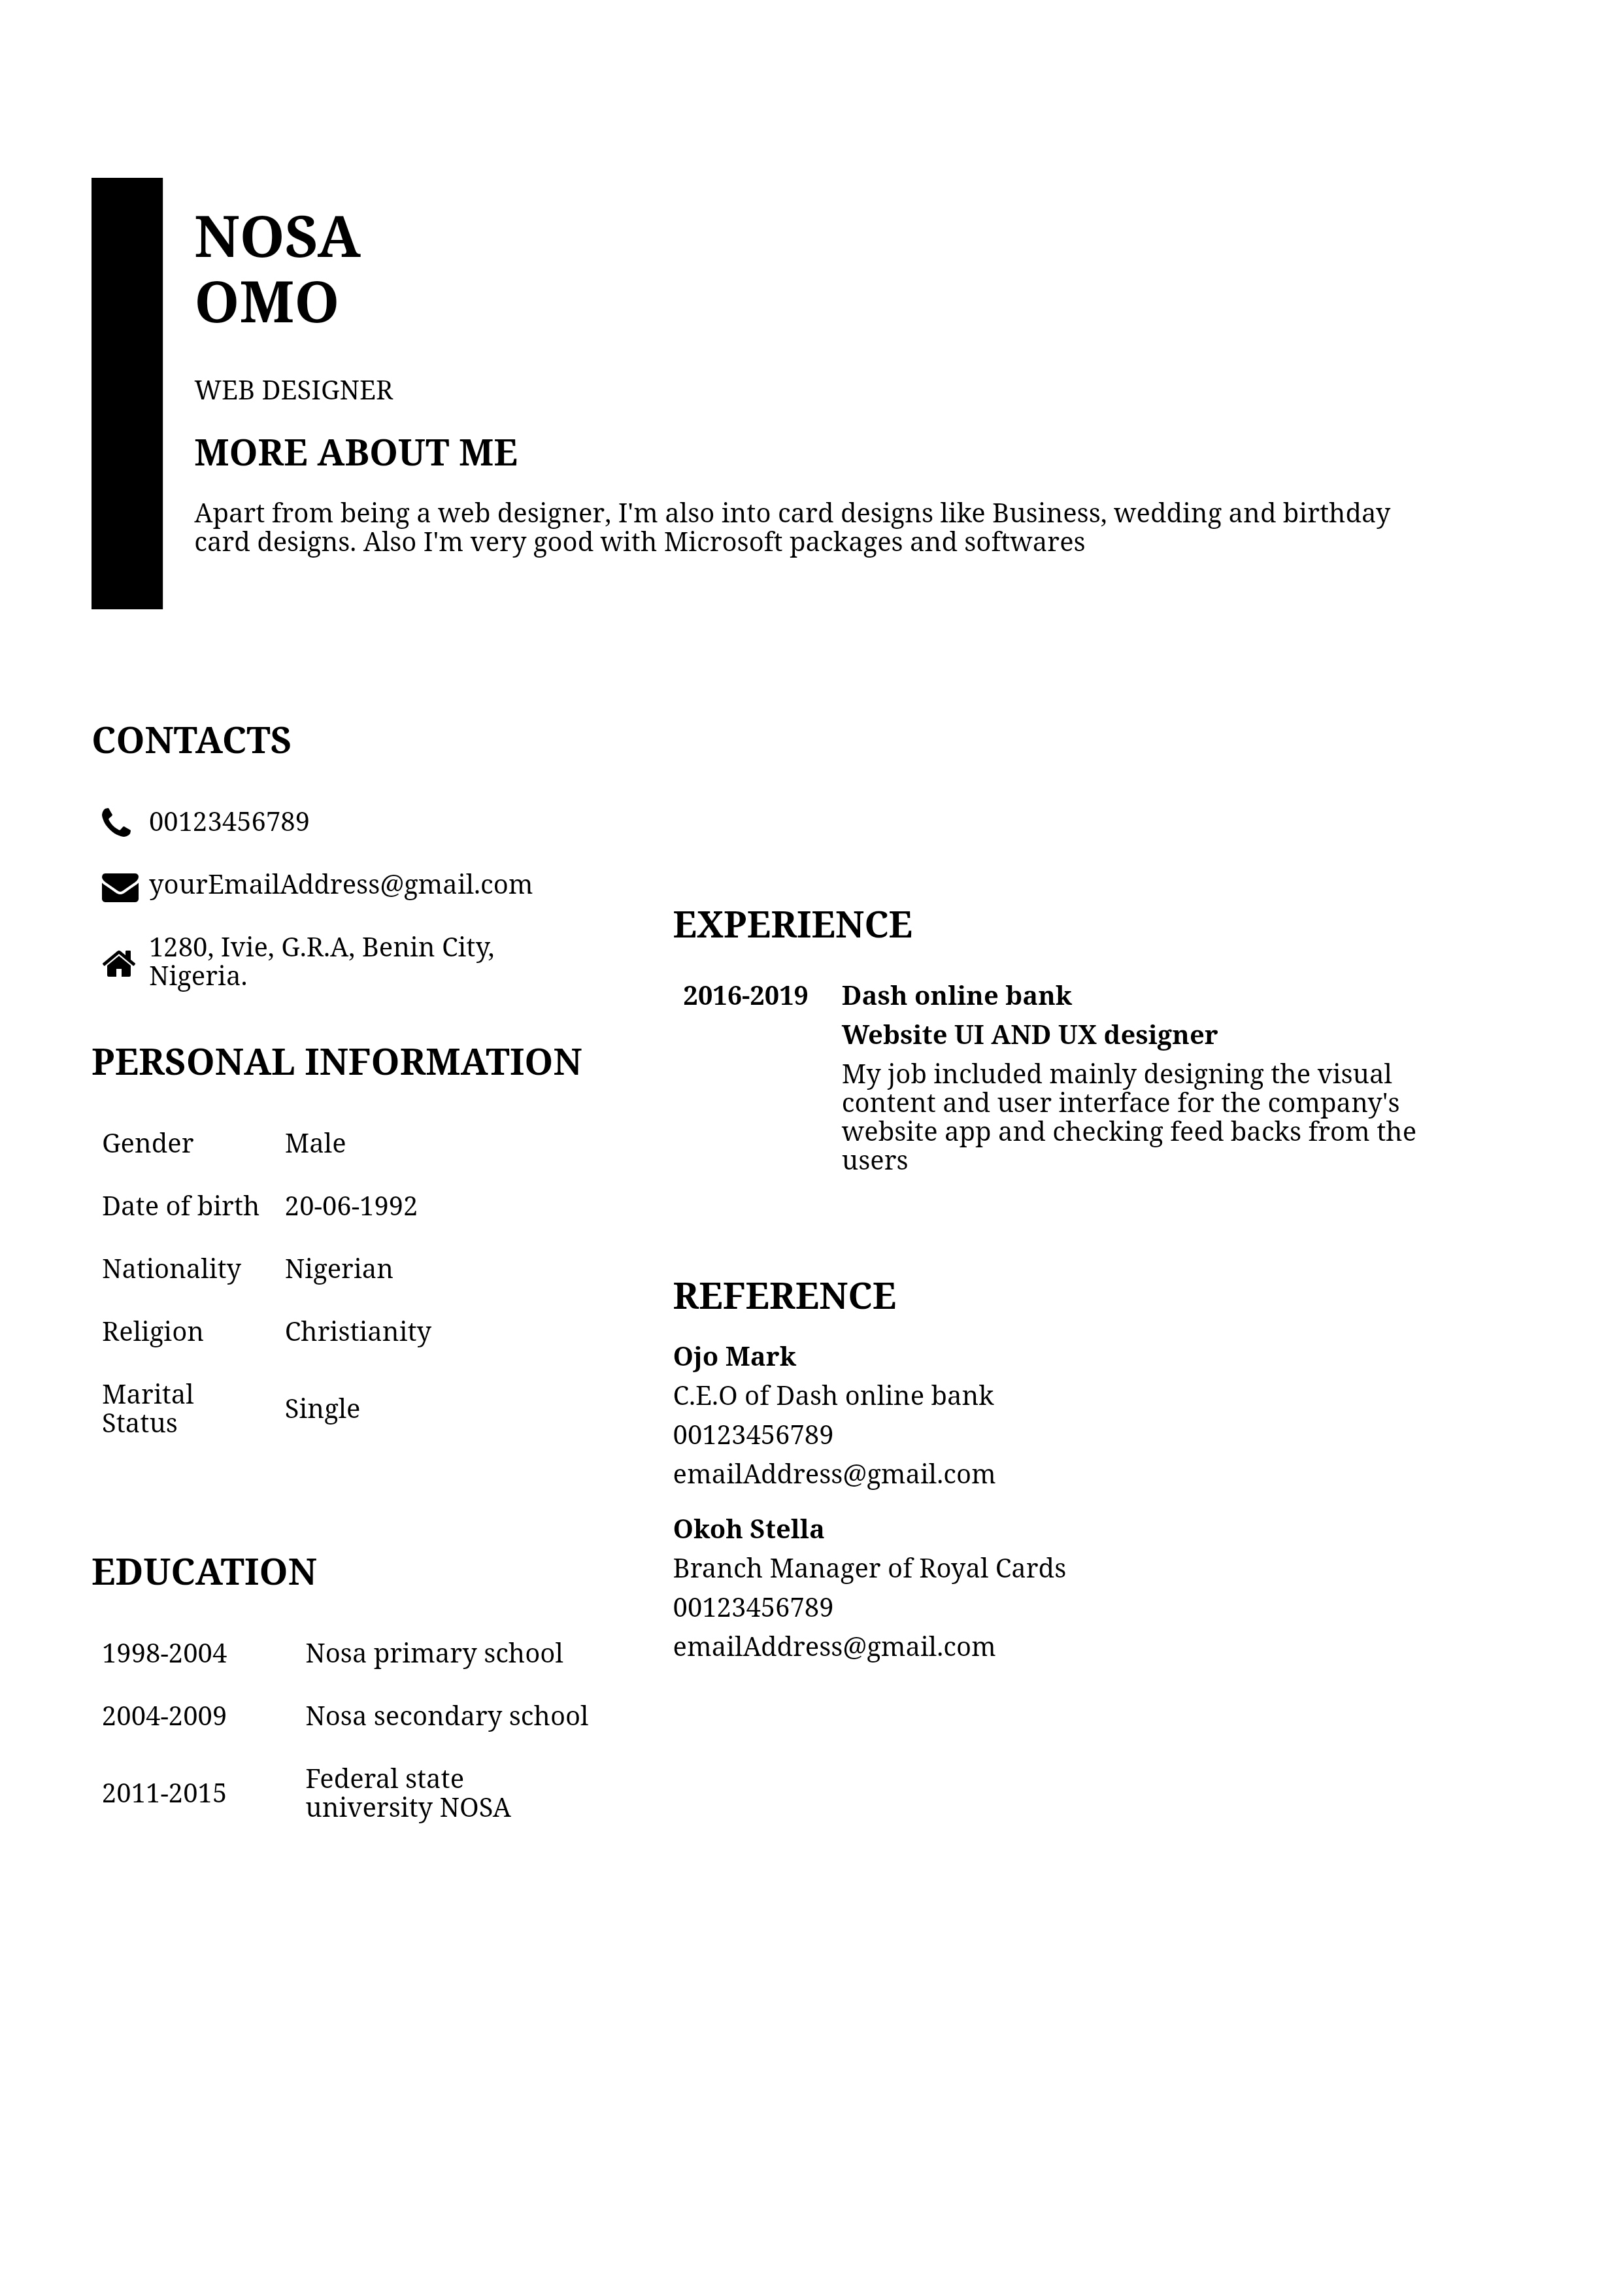 NOSA
OMO
WEB DESIGNER
MORE ABOUT ME
Apart from being a web designer, I'm also into card designs like Business, wedding and birthday
card designs. Also I'm very good with Microsoft packages and softwares
CONTACTS
00123456789
yourEmailAddress@gmail.com
1280, Ivie, G.R.A, Benin City,
Nigeria.
PERSONAL INFORMATION
Gender Male
Date of birth 20-06-1992
Nationality Nigerian
Religion Christianity
Marital
Status
Single
EDUCATION
1998-2004 Nosa primary school
2004-2009 Nosa secondary school
2011-2015
Federal state
university NOSA
EXPERIENCE
2016-2019 Dash online bank
Website UI AND UX designer
My job included mainly designing the visual
content and user interface for the company's
website app and checking feed backs from the
users
REFERENCE
Ojo Mark
C.E.O of Dash online bank
00123456789
emailAddress@gmail.com
Okoh Stella
Branch Manager of Royal Cards
00123456789
emailAddress@gmail.com